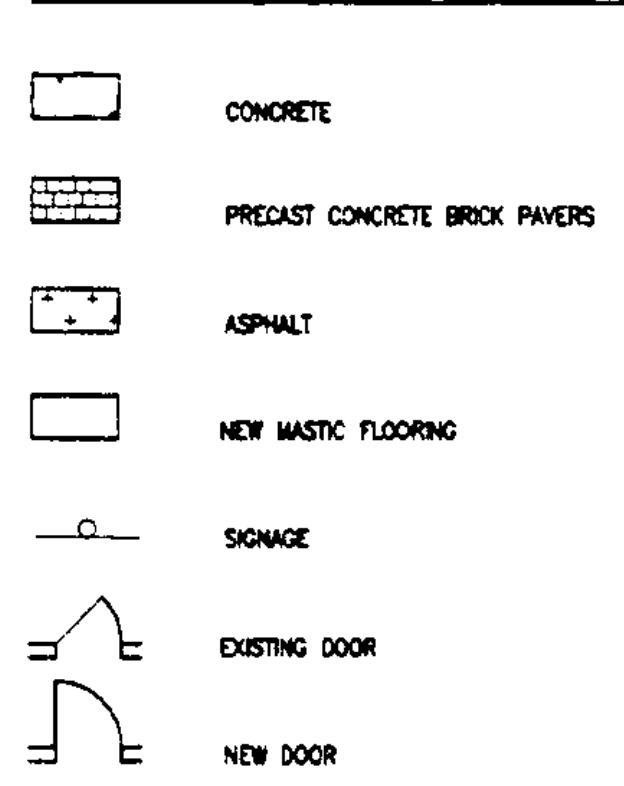 CONCRETE
PRECAST CONCRETE BRICK PAVERS
ASPHALT
NEW MASTIC FLOORING
SIGNAGE
EXISTING DOOR
NEW DOOR